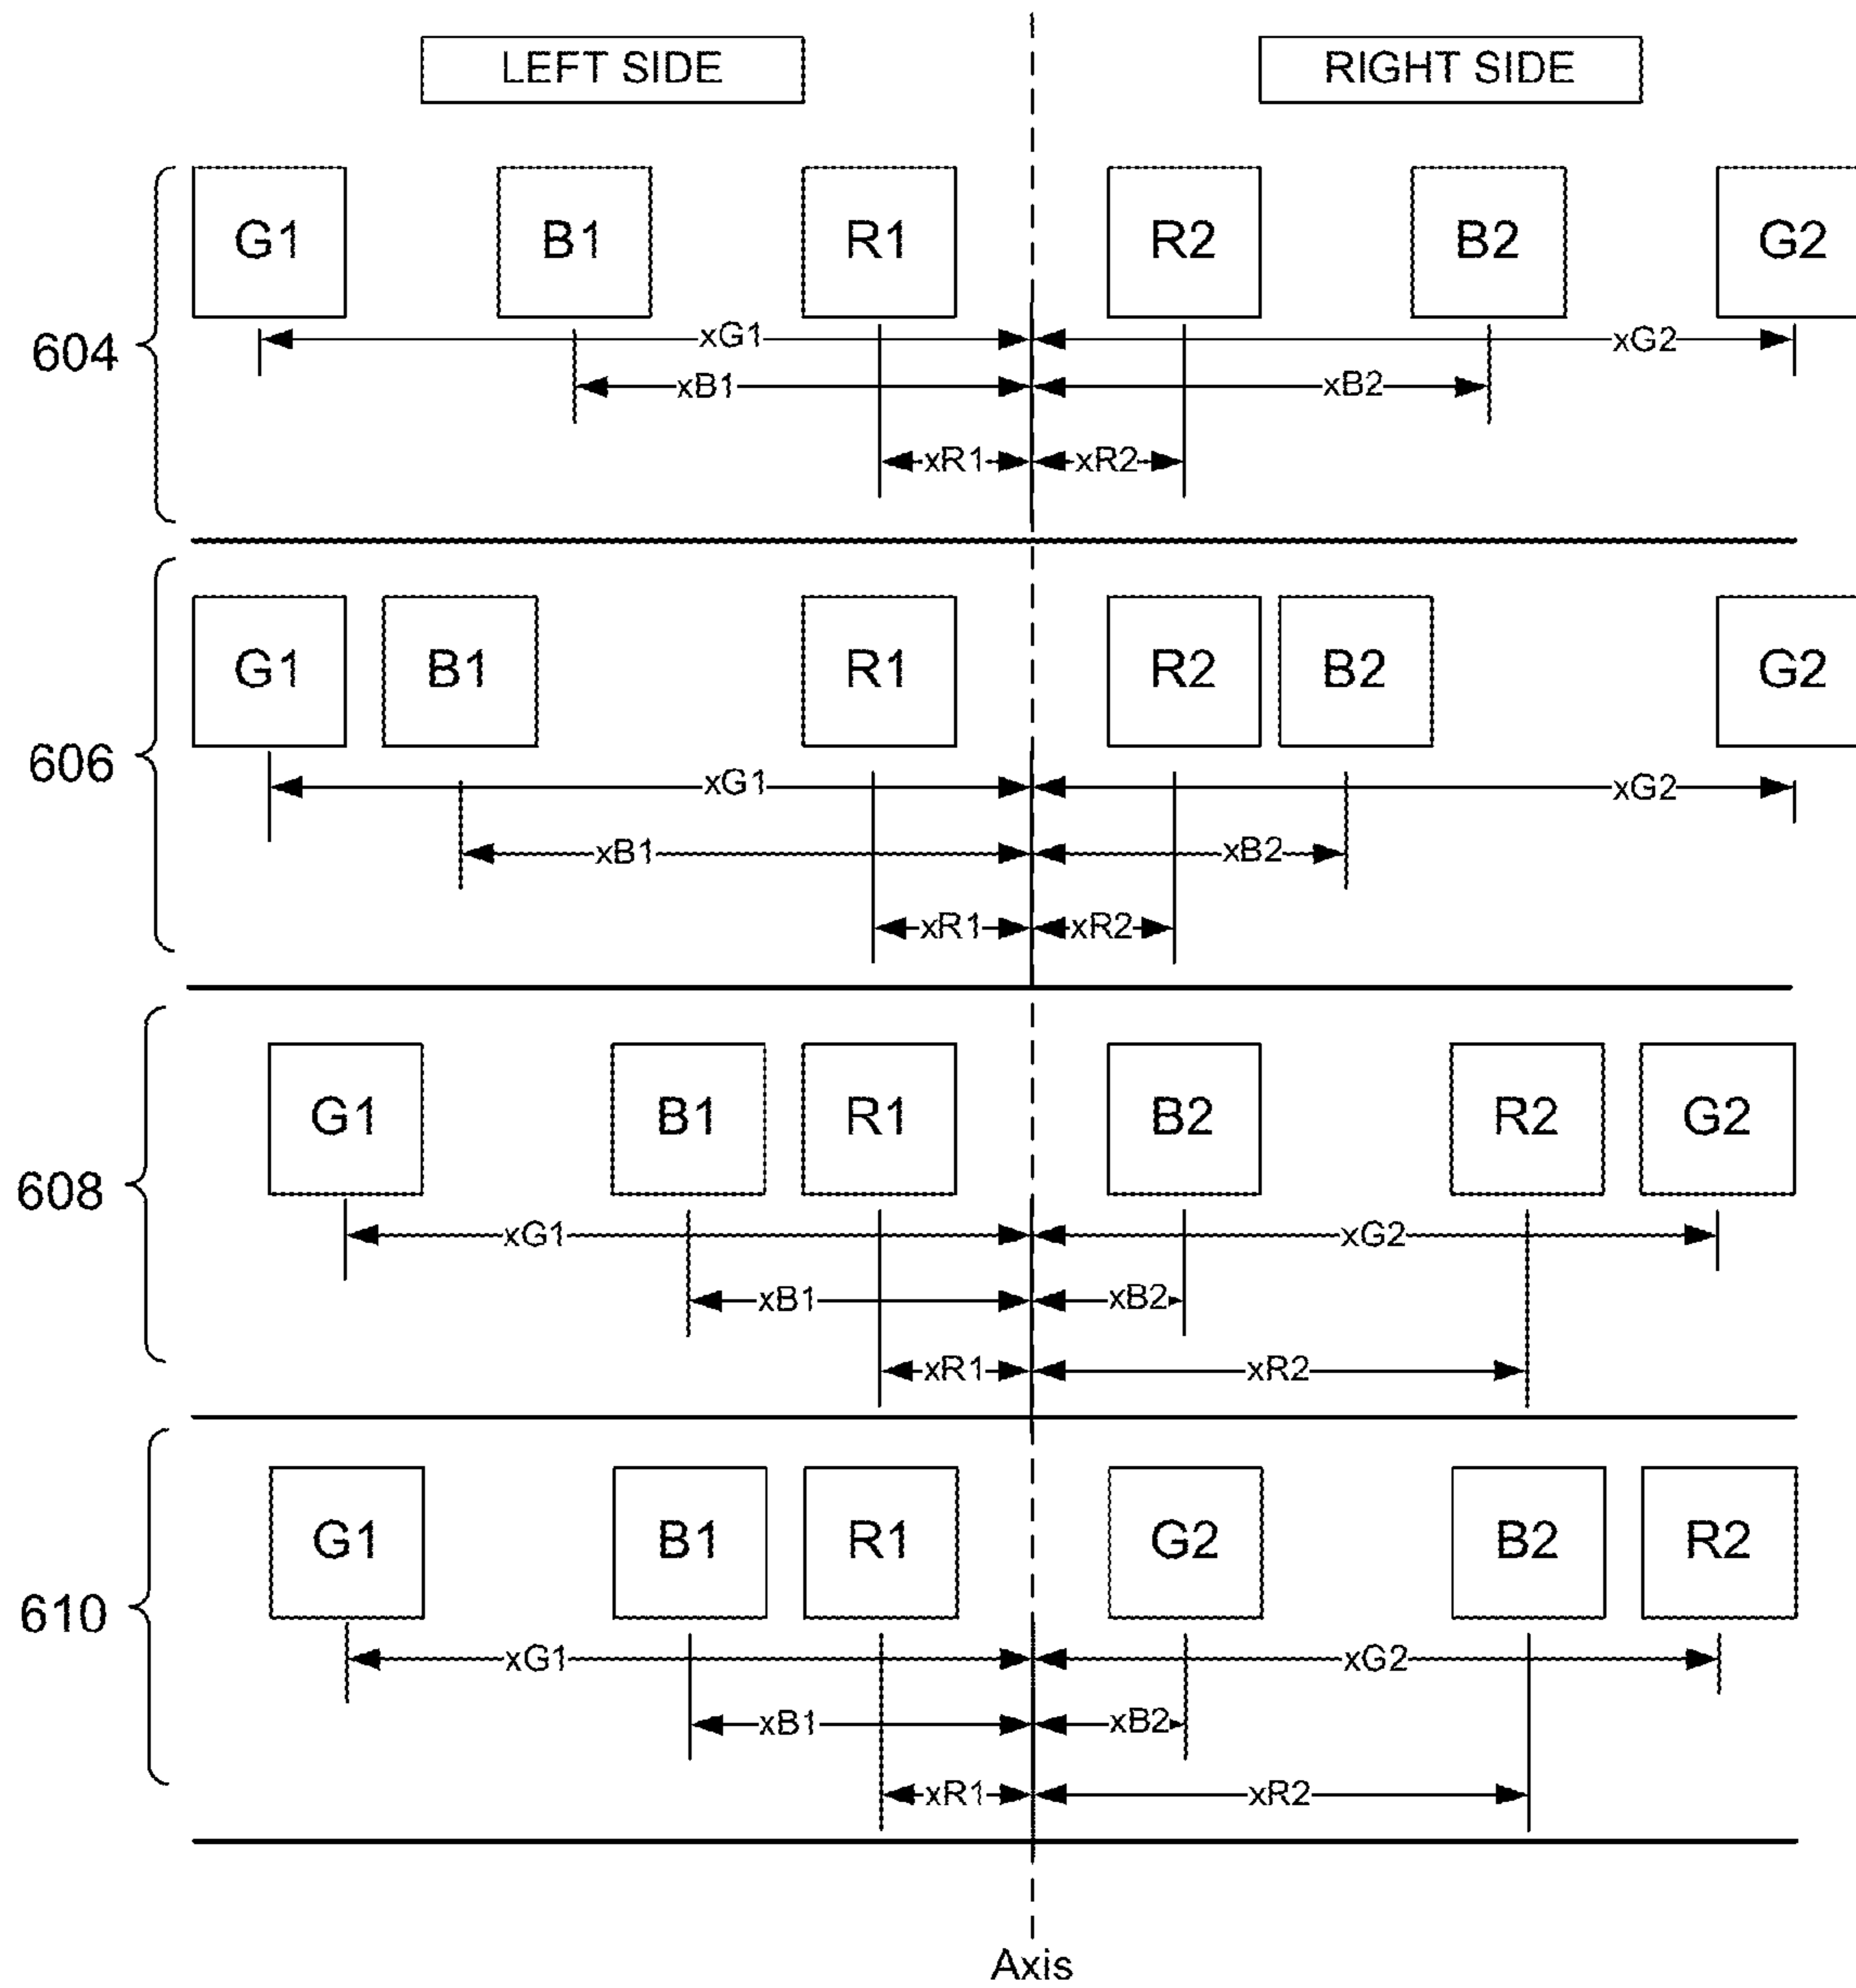 LEFT SIDE RIGHT SIDE
G1 B1 R1 R2 B2 G2
604
xG1 xG2
xB1 xB2
xR1 xR2
G1 B1 R1 R2 B2 G2
606
xG1 xG2
xB1 xB2
xR1 xR2
G1 B1 R1 B2 R2 G2
608
xG1 xG2
xB1 xB2
xR1 xR2
G1 B1 R1 G2 B2 R2
610
xG1 xG2
xB1 xB2
xR1 xR2
Axis